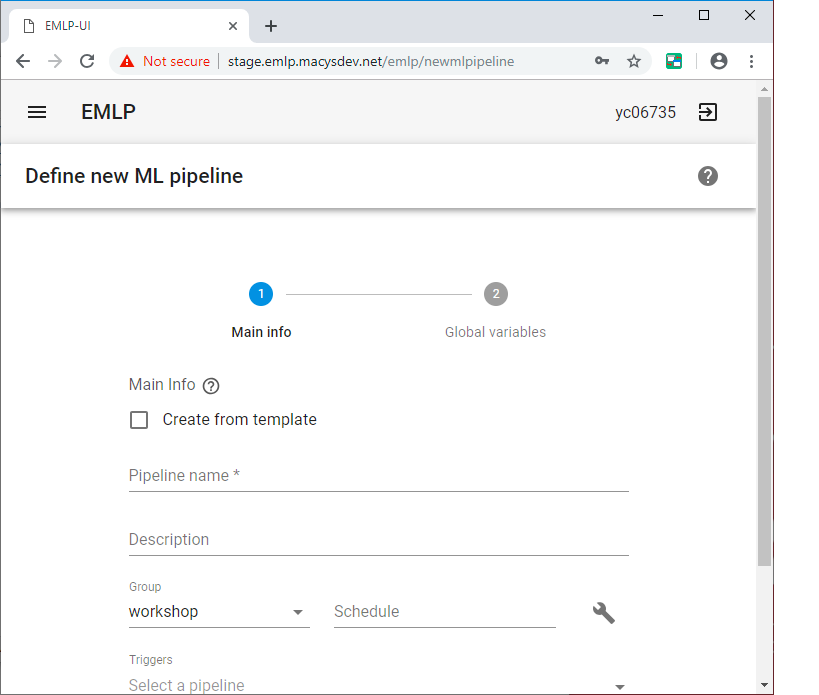 EMLP-UI
Not secure stage.emlp.macysdev.net/emlp/newmlpipeline
EMLP yc06735
Define new ML pipeline
1 2
Main info Global variables
Main Info
Create from template
Pipeline name *
Description
Group
workshop Schedule
Triggers
Select a pipeline